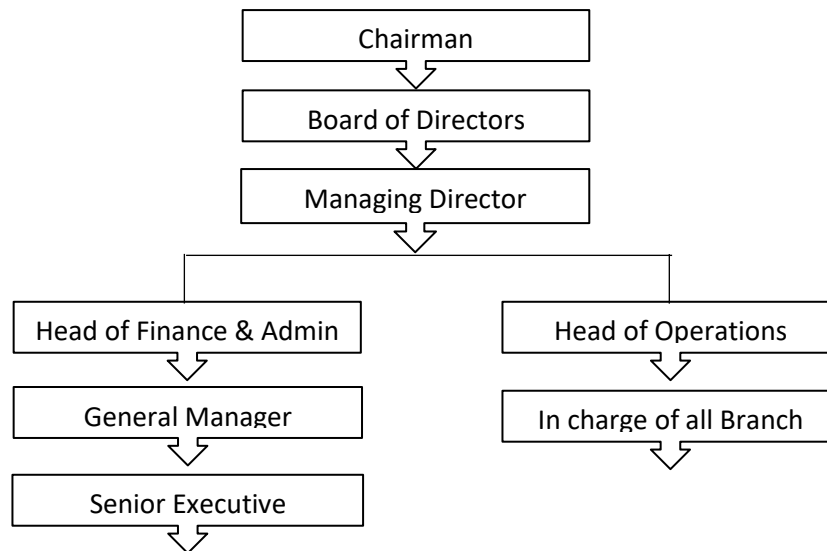 Chairman
Board of Directors
Managing Director
Head of Finance & Admin
Head of Operations
General Manager
In charge of all Branch
Senior Executive